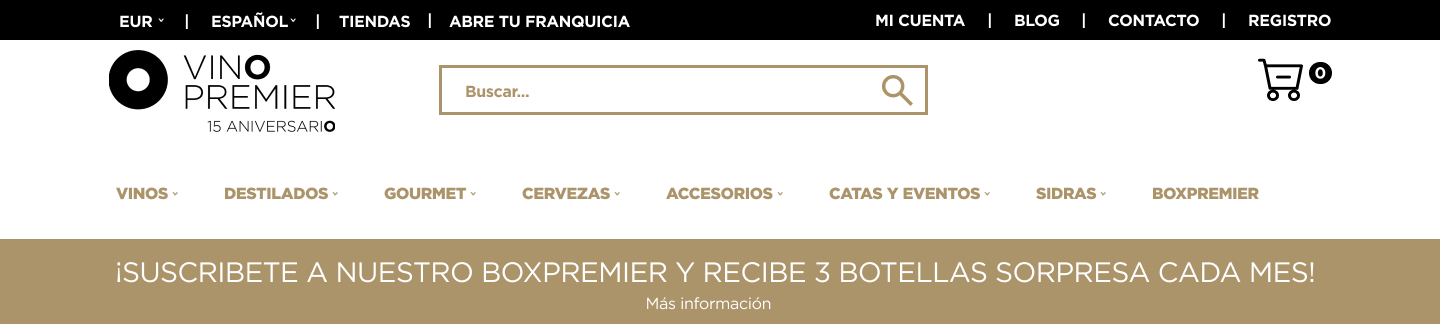 EUR | ESPAÑOL | TIENDAS | ABRE TU FRANQUICIA MI CUENTA | BLOG | CONTACTO | REGISTRO
VINO
PREMIER
15 ANIVERSARIO
Buscar...
0
VINOS DESTILADOS GOURMET CERVEZAS ACCESORIOS CATAS Y EVENTOS SIDRAS BOXPREMIER
¡SUSCRIBETE A NUESTRO BOXPREMIER Y RECIBE 3 BOTELLAS SORPRESA CADA MES!
Más información